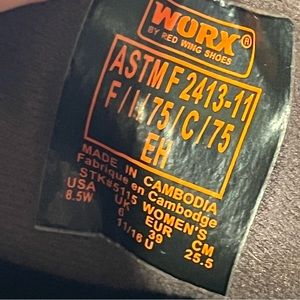 WORX®
BY RED WING SHOES
ASTM F 2413-11
F/I/75/C/75
EH
MADE IN CAMBODIA
Fabriqué en Cambodge
STK#5115 WOMEN'S
USA UK EUR CM
8.5W 6 39 25.5
11/16 U